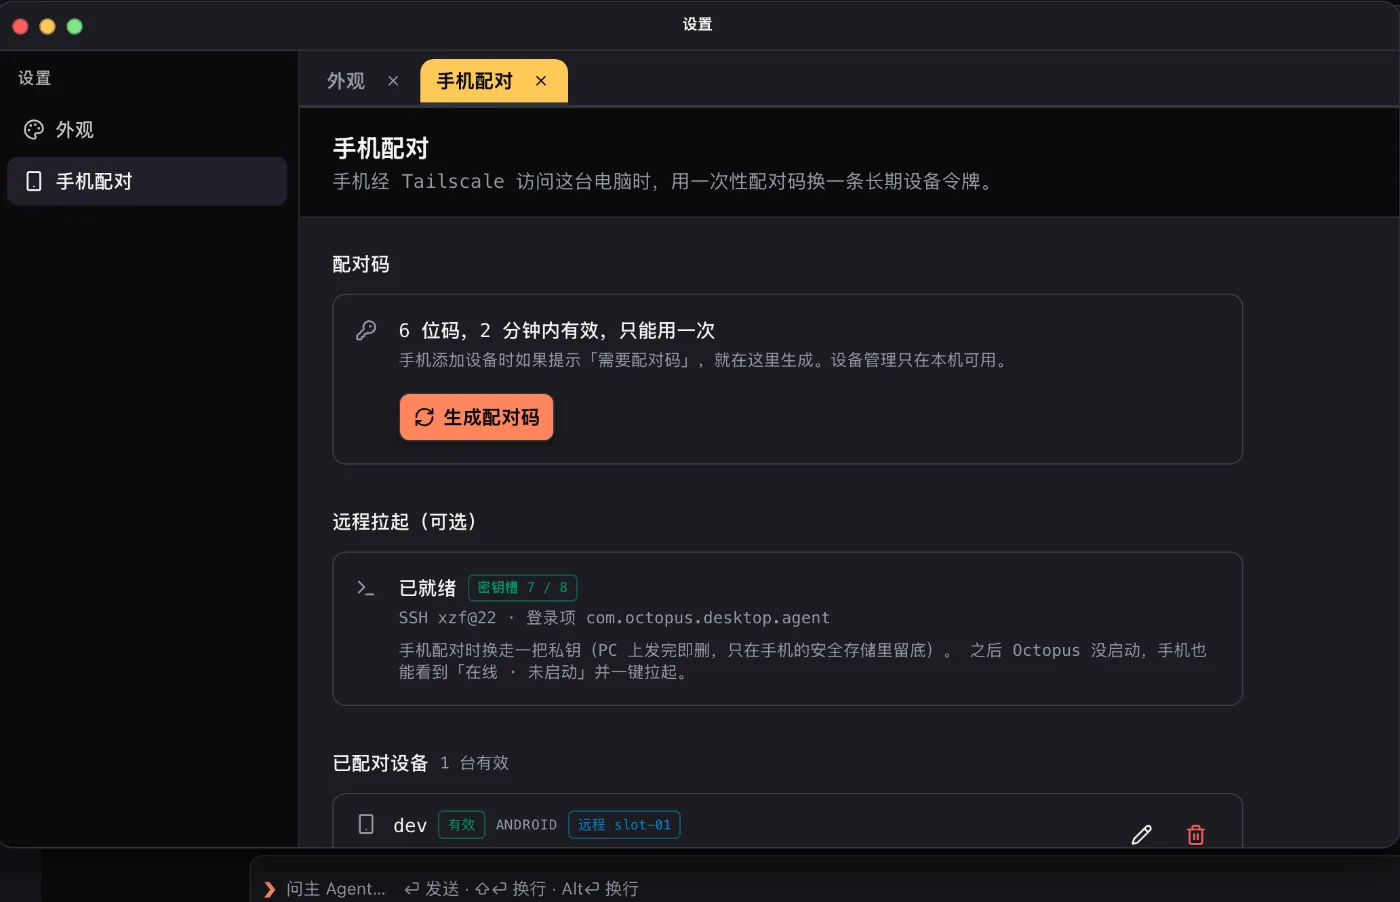 设置
设置
外观
手机配对
外观 ×
手机配对 ×
手机配对
手机经 Tailscale 访问这台电脑时，用一次性配对码换一条长期设备令牌。
配对码
6 位码，2 分钟内有效，只能用一次
手机添加设备时如果提示「需要配对码」，就在这里生成。设备管理只在本机可用。
生成配对码
远程拉起（可选）
已就绪 密钥槽 7 / 8
SSH xzf@22 · 登录项 com.octopus.desktop.agent
手机配对时换走一把私钥（PC 上发完即删，只在手机的安全存储里留底）。 之后 Octopus 没启动，手机也
能看到「在线 · 未启动」并一键拉起。
已配对设备 1 台有效
dev 有效 ANDROID 远程 slot-01
❯ 问主 Agent... ⏎ 发送 · ⇧⏎ 换行 · Alt⏎ 换行